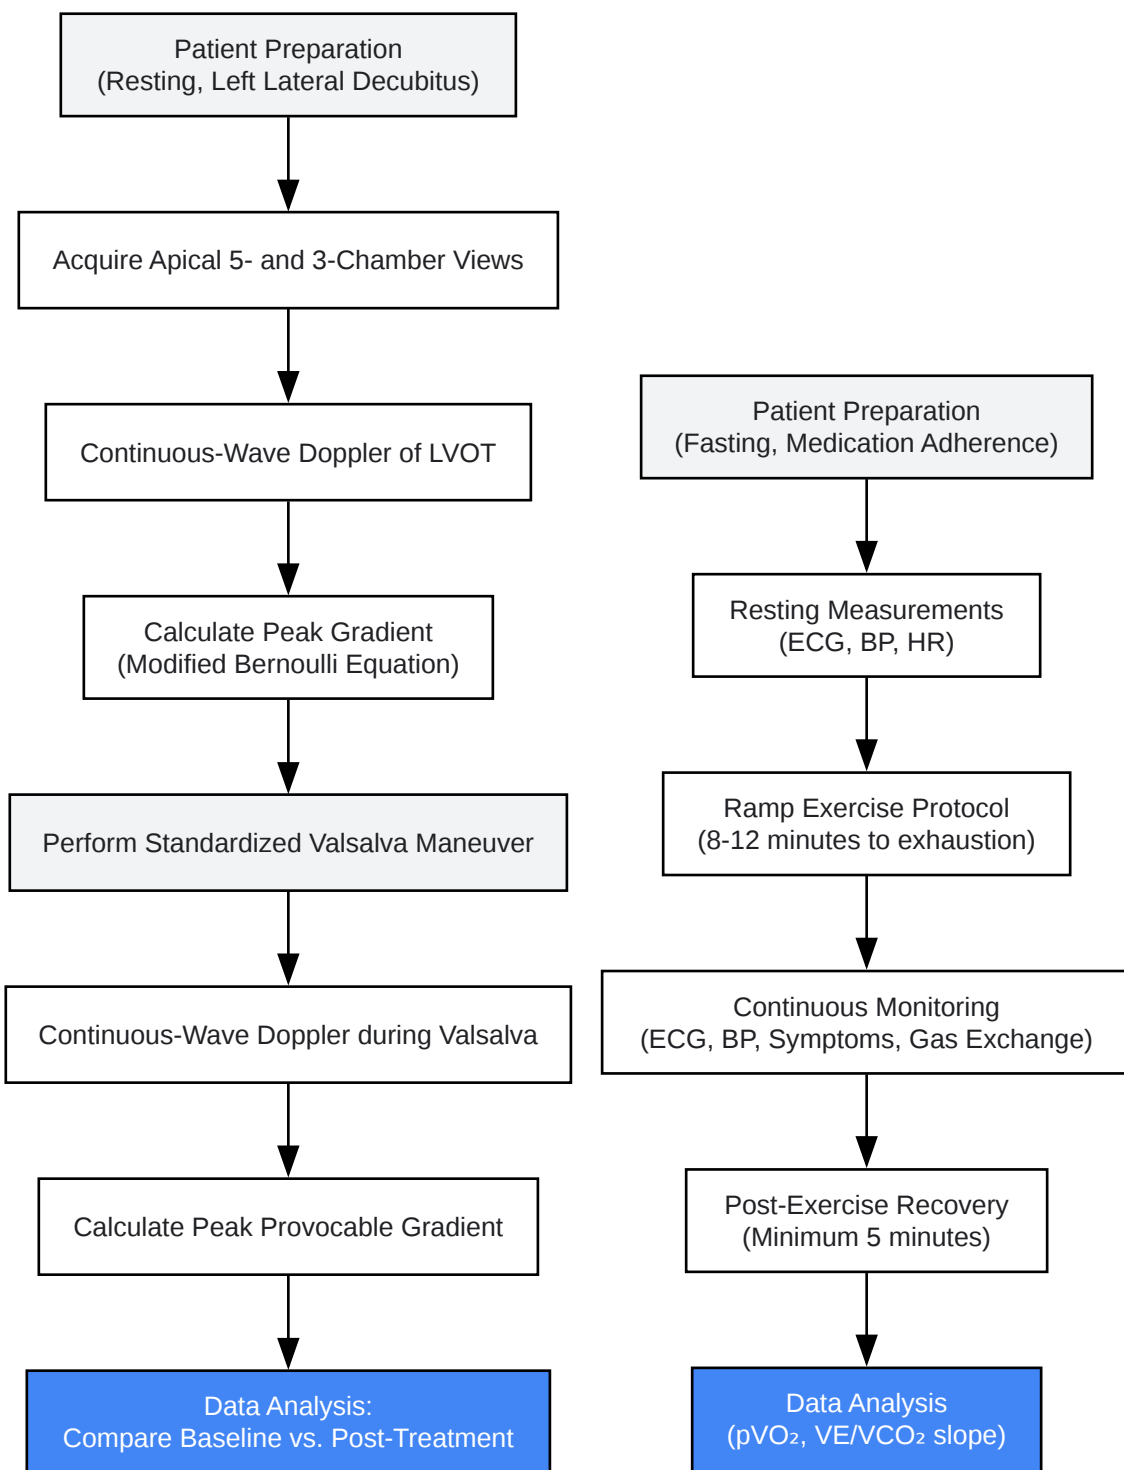 Patient Preparation
(Resting, Left Lateral Decubitus)
Acquire Apical 5- and 3-Chamber Views
Continuous-Wave Doppler of LVOT
Calculate Peak Gradient
(Modified Bernoulli Equation)
Perform Standardized Valsalva Maneuver
Continuous-Wave Doppler during Valsalva
Calculate Peak Provocable Gradient
Data Analysis:
Compare Baseline vs. Post-Treatment
Patient Preparation
(Fasting, Medication Adherence)
Resting Measurements
(ECG, BP, HR)
Ramp Exercise Protocol
(8-12 minutes to exhaustion)
Continuous Monitoring
(ECG, BP, Symptoms, Gas Exchange)
Post-Exercise Recovery
(Minimum 5 minutes)
Data Analysis
(pVO₂, VE/VCO₂ slope)